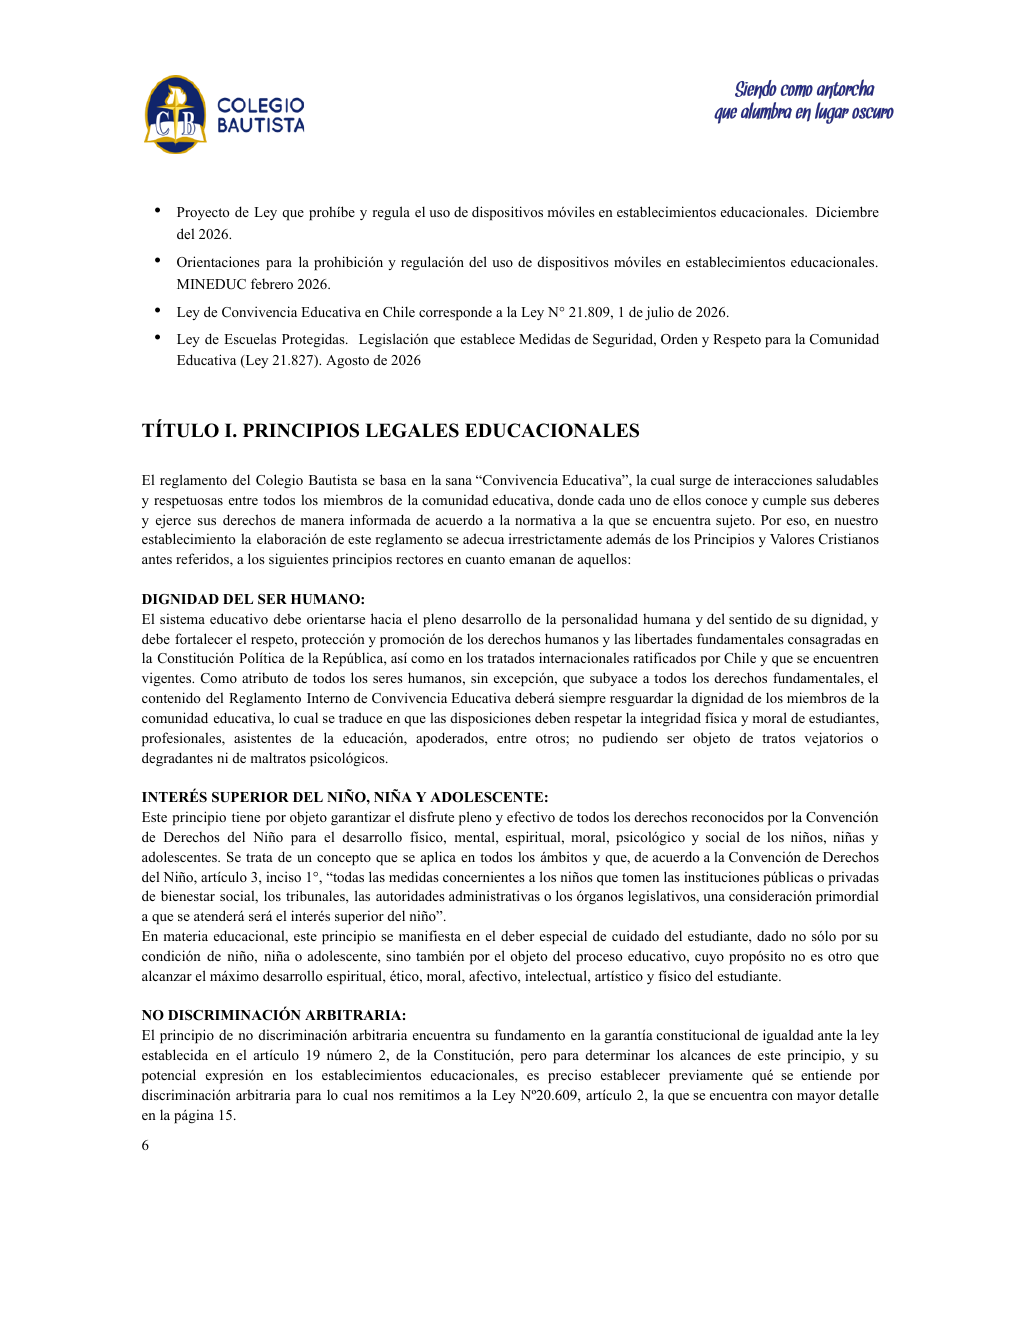 CB
COLEGIO
BAUTISTA
Siendo como antorcha
que alumbra en lugar oscuro
• Proyecto de Ley que prohíbe y regula el uso de dispositivos móviles en establecimientos educacionales. Diciembre
del 2026.
• Orientaciones para la prohibición y regulación del uso de dispositivos móviles en establecimientos educacionales.
MINEDUC febrero 2026.
• Ley de Convivencia Educativa en Chile corresponde a la Ley N° 21.809, 1 de julio de 2026.
• Ley de Escuelas Protegidas. Legislación que establece Medidas de Seguridad, Orden y Respeto para la Comunidad
Educativa (Ley 21.827). Agosto de 2026
TÍTULO I. PRINCIPIOS LEGALES EDUCACIONALES
El reglamento del Colegio Bautista se basa en la sana “Convivencia Educativa”, la cual surge de interacciones saludables
y respetuosas entre todos los miembros de la comunidad educativa, donde cada uno de ellos conoce y cumple sus deberes
y ejerce sus derechos de manera informada de acuerdo a la normativa a la que se encuentra sujeto. Por eso, en nuestro
establecimiento la elaboración de este reglamento se adecua irrestrictamente además de los Principios y Valores Cristianos
antes referidos, a los siguientes principios rectores en cuanto emanan de aquellos:
DIGNIDAD DEL SER HUMANO:
El sistema educativo debe orientarse hacia el pleno desarrollo de la personalidad humana y del sentido de su dignidad, y
debe fortalecer el respeto, protección y promoción de los derechos humanos y las libertades fundamentales consagradas en
la Constitución Política de la República, así como en los tratados internacionales ratificados por Chile y que se encuentren
vigentes. Como atributo de todos los seres humanos, sin excepción, que subyace a todos los derechos fundamentales, el
contenido del Reglamento Interno de Convivencia Educativa deberá siempre resguardar la dignidad de los miembros de la
comunidad educativa, lo cual se traduce en que las disposiciones deben respetar la integridad física y moral de estudiantes,
profesionales, asistentes de la educación, apoderados, entre otros; no pudiendo ser objeto de tratos vejatorios o
degradantes ni de maltratos psicológicos.
INTERÉS SUPERIOR DEL NIÑO, NIÑA Y ADOLESCENTE:
Este principio tiene por objeto garantizar el disfrute pleno y efectivo de todos los derechos reconocidos por la Convención
de Derechos del Niño para el desarrollo físico, mental, espiritual, moral, psicológico y social de los niños, niñas y
adolescentes. Se trata de un concepto que se aplica en todos los ámbitos y que, de acuerdo a la Convención de Derechos
del Niño, artículo 3, inciso 1°, “todas las medidas concernientes a los niños que tomen las instituciones públicas o privadas
de bienestar social, los tribunales, las autoridades administrativas o los órganos legislativos, una consideración primordial
a que se atenderá será el interés superior del niño”.
En materia educacional, este principio se manifiesta en el deber especial de cuidado del estudiante, dado no sólo por su
condición de niño, niña o adolescente, sino también por el objeto del proceso educativo, cuyo propósito no es otro que
alcanzar el máximo desarrollo espiritual, ético, moral, afectivo, intelectual, artístico y físico del estudiante.
NO DISCRIMINACIÓN ARBITRARIA:
El principio de no discriminación arbitraria encuentra su fundamento en la garantía constitucional de igualdad ante la ley
establecida en el artículo 19 número 2, de la Constitución, pero para determinar los alcances de este principio, y su
potencial expresión en los establecimientos educacionales, es preciso establecer previamente qué se entiende por
discriminación arbitraria para lo cual nos remitimos a la Ley Nº20.609, artículo 2, la que se encuentra con mayor detalle
en la página 15.
6